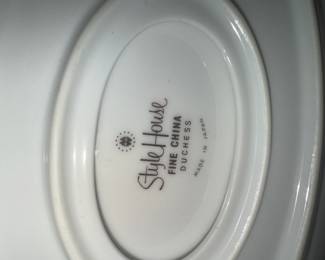 Style House
FINE CHINA
DUCHESS
MADE IN JAPAN